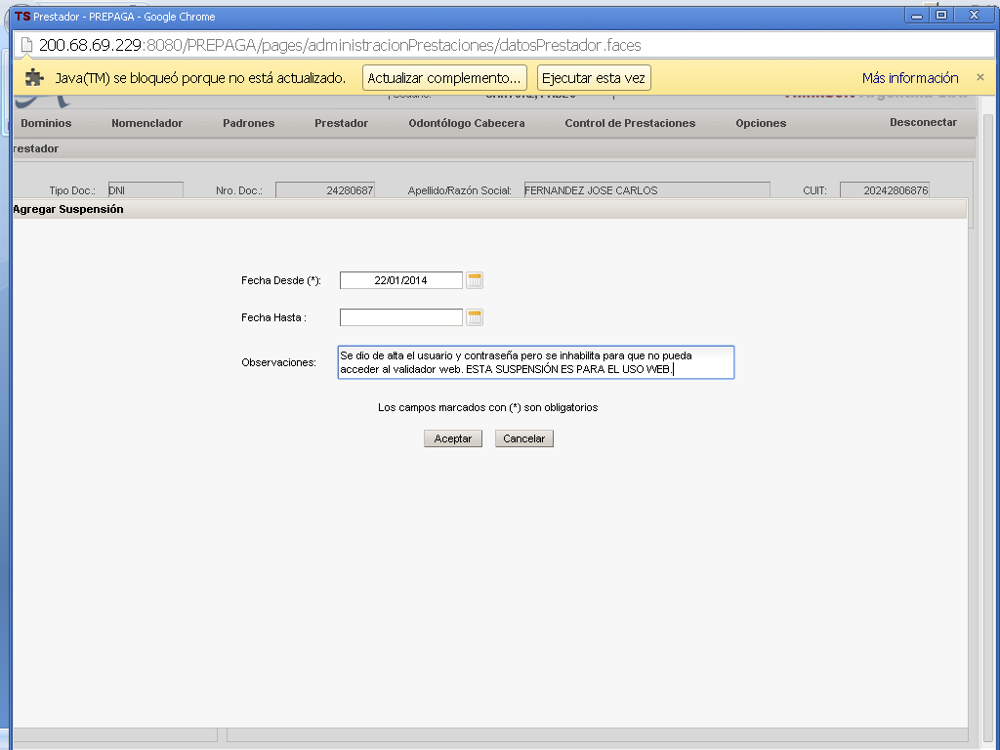 TS Prestador - PREPAGA - Google Chrome
200.68.69.229:8080/PREPAGA/pages/administracionPrestaciones/datosPrestador.faces
Java(TM) se bloqueó porque no está actualizado. Actualizar complemento... Ejecutar esta vez Más información ×
Dominios Nomenclador Padrones Prestador Odontólogo Cabecera Control de Prestaciones Opciones Desconectar
restador
Tipo Doc.: DNI Nro. Doc.: 24280687 Apellido/Razón Social: FERNANDEZ JOSE CARLOS CUIT: 20242806876
Agregar Suspensión
Fecha Desde (*): 22/01/2014
Fecha Hasta :
Observaciones: Se dio de alta el usuario y contraseña pero se inhabilita para que no pueda
acceder al validador web. ESTA SUSPENSIÓN ES PARA EL USO WEB.
Los campos marcados con (*) son obligatorios
Aceptar Cancelar